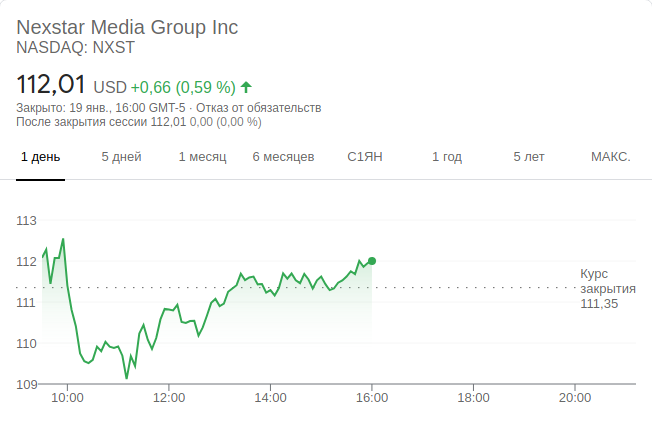 Nexstar Media Group Inc
NASDAQ: NXST
112,01 USD +0,66 (0,59 %)
Закрыто: 19 янв., 16:00 GMT-5 · Отказ от обязательств
После закрытия сессии 112,01 0,00 (0,00 %)
1 день 5 дней 1 месяц 6 месяцев С1ЯН 1 год 5 лет МАКС.
113
112
111
110
109
Курс
закрытия
111,35
10:00 12:00 14:00 16:00 18:00 20:00